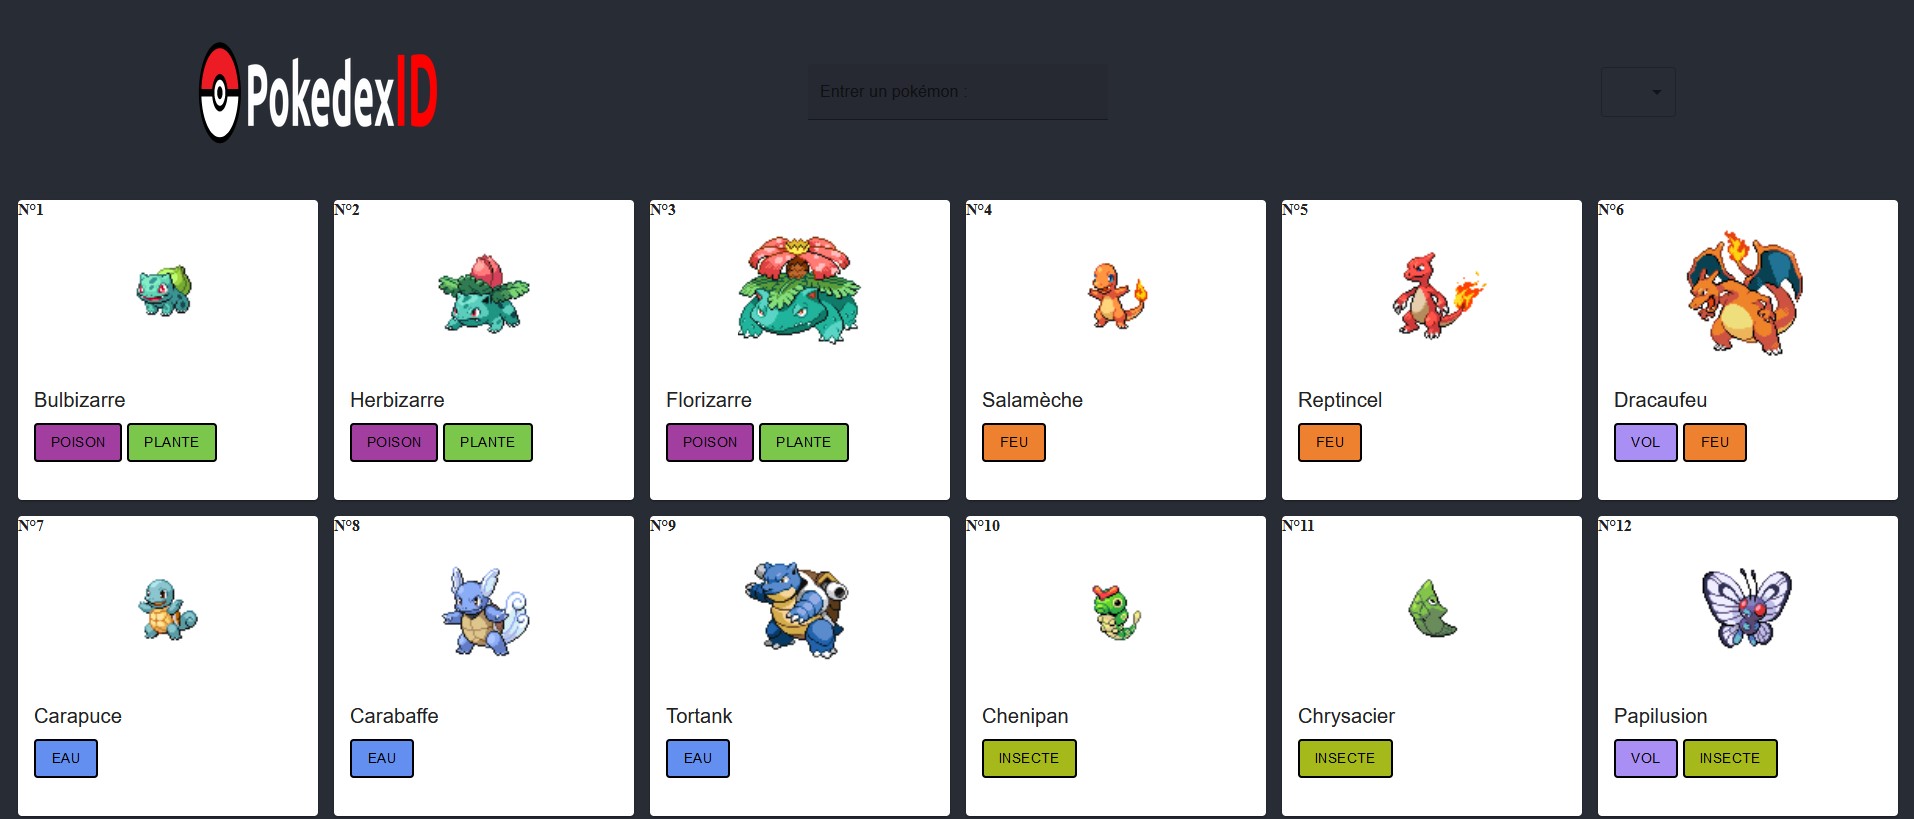 PokedexID
Entrer un pokémon :
N°1
Bulbizarre
POISON PLANTE
N°2
Herbizarre
POISON PLANTE
N°3
Florizarre
POISON PLANTE
N°4
Salamèche
FEU
N°5
Reptincel
FEU
N°6
Dracaufeu
VOL FEU
N°7
Carapuce
EAU
N°8
Carabaffe
EAU
N°9
Tortank
EAU
N°10
Chenipan
INSECTE
N°11
Chrysacier
INSECTE
N°12
Papilusion
VOL INSECTE